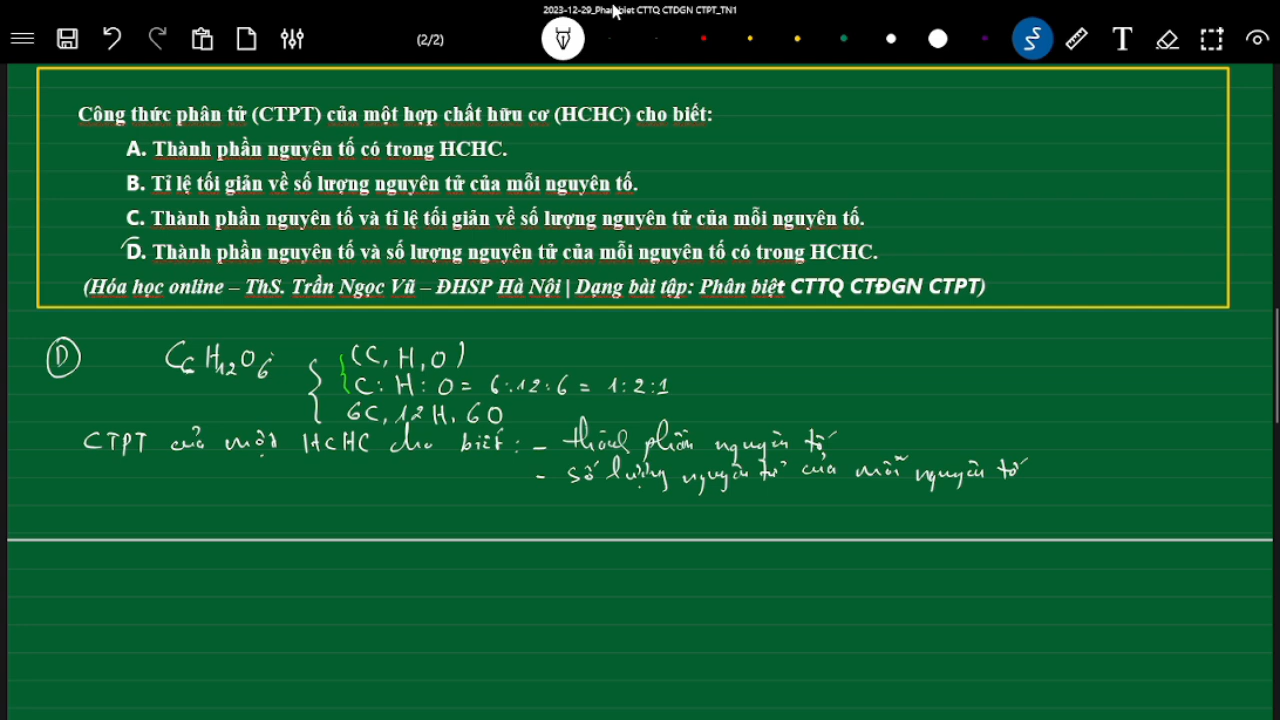 2023-12-29_Phanbiet CTTQ CTDGN CTPT_TN1
(2/2)
T
Công thức phân tử (CTPT) của một hợp chất hữu cơ (HCHC) cho biết:
A. Thành phần nguyên tố có trong HCHC.
B. Tỉ lệ tối giản về số lượng nguyên tử của mỗi nguyên tố.
C. Thành phần nguyên tố và tỉ lệ tối giản về số lượng nguyên tử của mỗi nguyên tố.
D. Thành phần nguyên tố và số lượng nguyên tử của mỗi nguyên tố có trong HCHC.
(Hóa học online – ThS. Trần Ngọc Vũ – ĐHSP Hà Nội | Dạng bài tập: Phân biệt CTTQ CTĐGN CTPT)
D C6H12O6 (C, H, O)
C : H : O = 6:12:6 = 1:2:1
6C, 12H, 6O
CTPT của một HCHC cho biết: - thành phần nguyên tố
- số lượng nguyên tử của mỗi nguyên tố